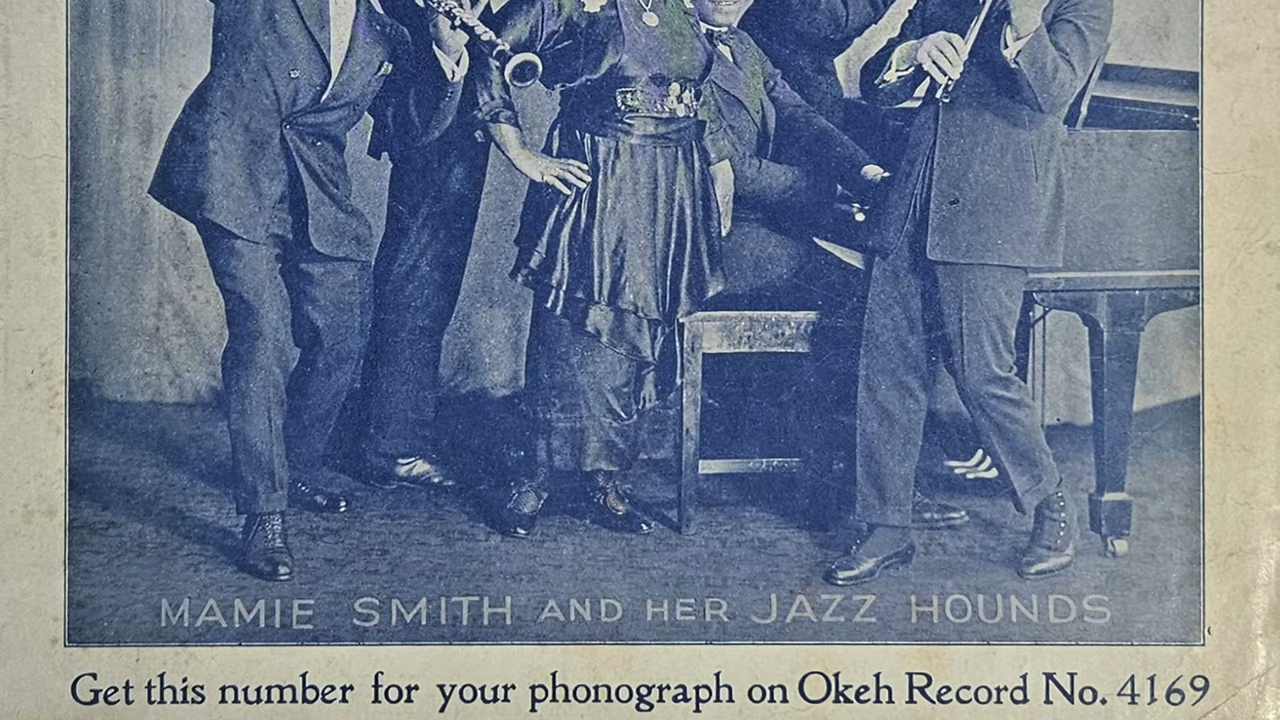 MAMIE SMITH AND HER JAZZ HOUNDS
Get this number for your phonograph on Okeh Record No. 4169